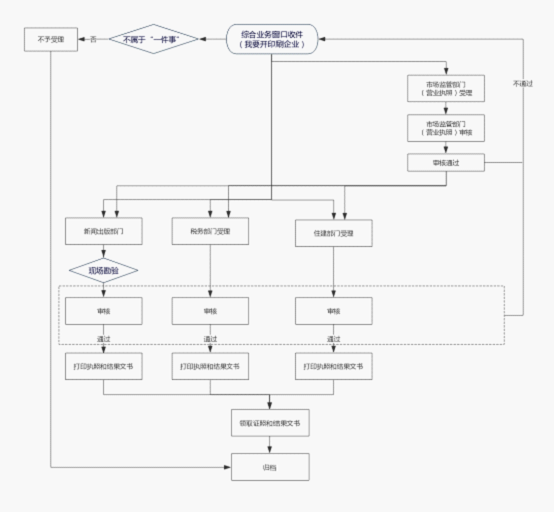 综合业务窗口收件
（我要开印刷企业）
不属于“一件事”
否
不予受理
市场监管部门
（营业执照）受理
不通过
市场监管部门
（营业执照）审核
审核通过
新闻出版部门
税务部门受理
住建部门受理
现场勘验
审核
审核
审核
通过
通过
通过
打印执照和结果文书
打印执照和结果文书
打印执照和结果文书
领取证照和结果文书
归档